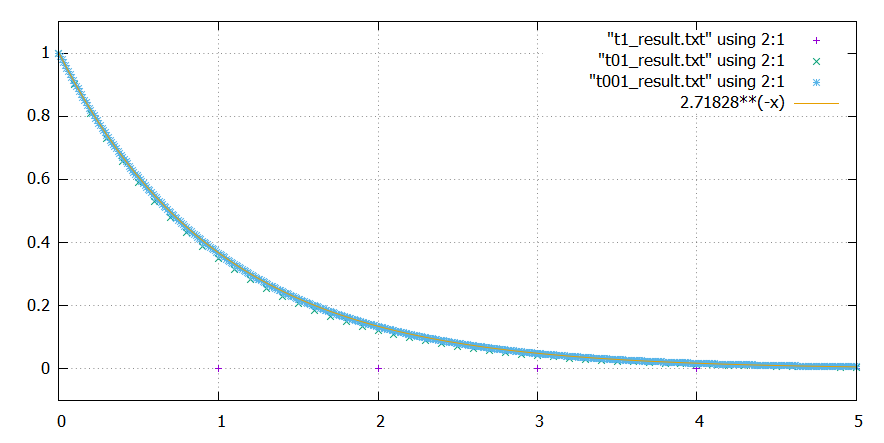 "t1_result.txt" using 2:1
"t01_result.txt" using 2:1
"t001_result.txt" using 2:1
2.71828**(-x)
1
0.8
0.6
0.4
0.2
0
0 1 2 3 4 5